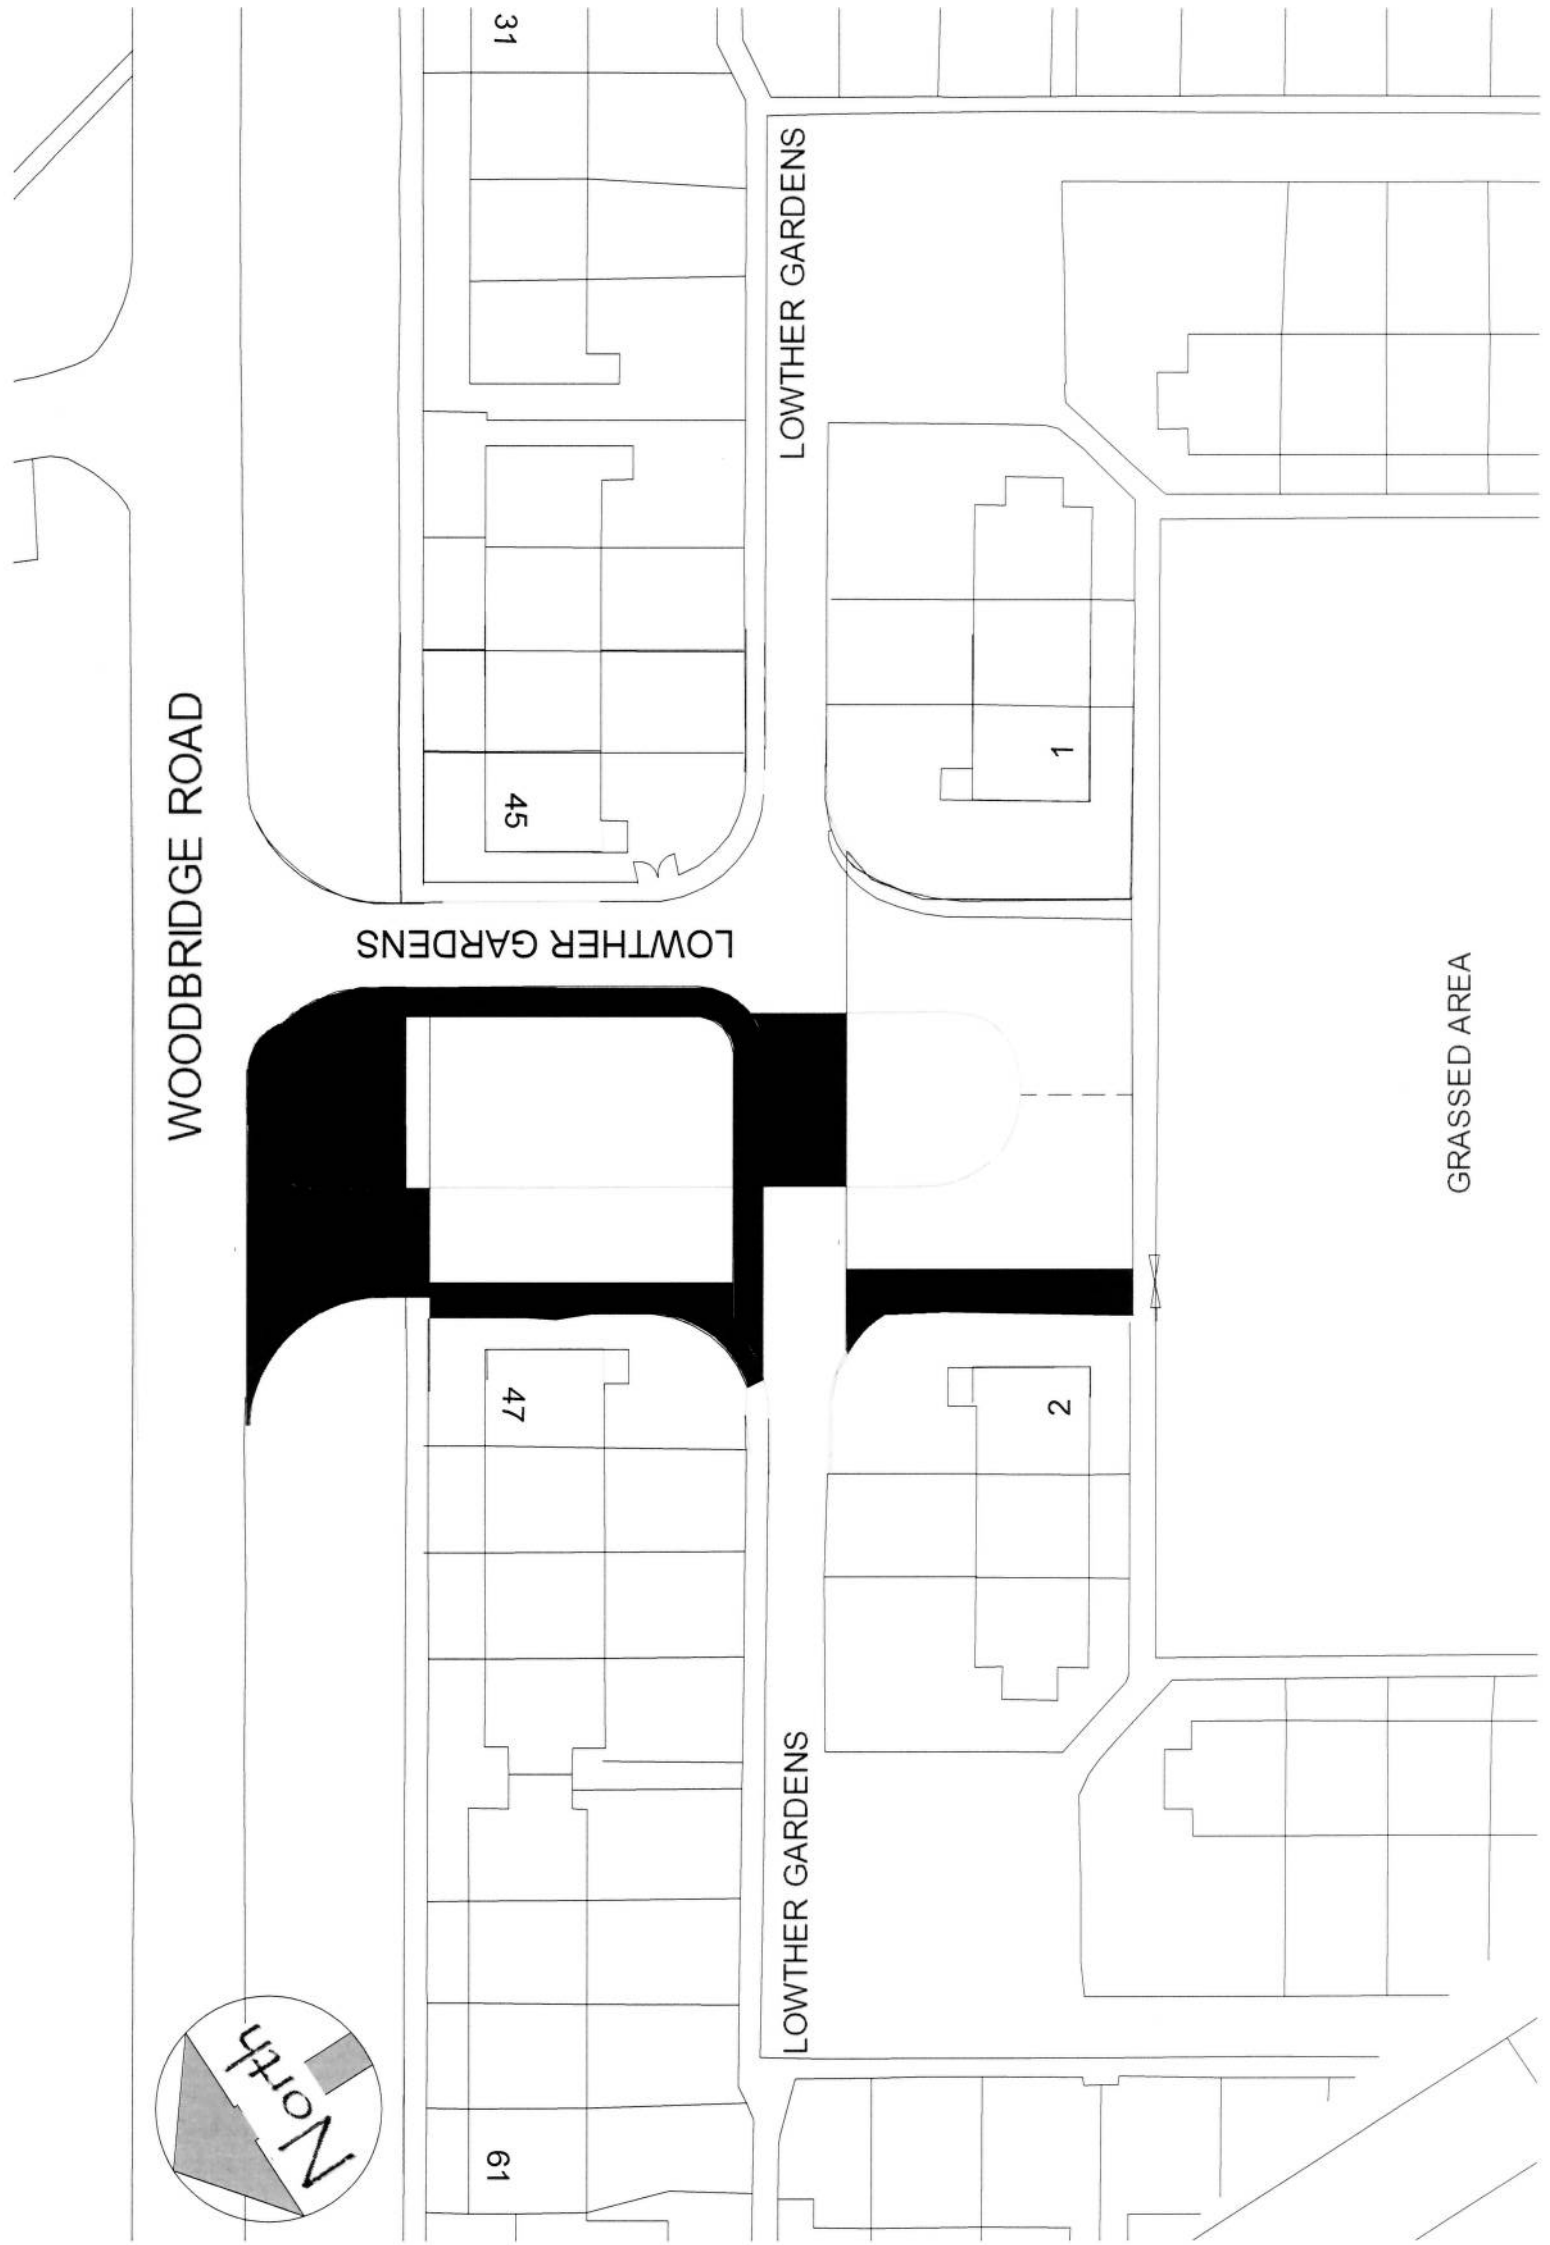 31
LOWTHER GARDENS
WOODBRIDGE ROAD
45
1
LOWTHER GARDENS
GRASSED AREA
47
2
LOWTHER GARDENS
North
61